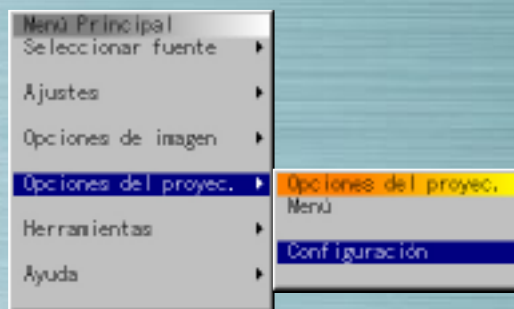 Menú Principal
Seleccionar fuente
Ajustes
Opciones de imagen
Opciones del proyec.
Herramientas
Ayuda
Opciones del proyec.
Menú
Configuración